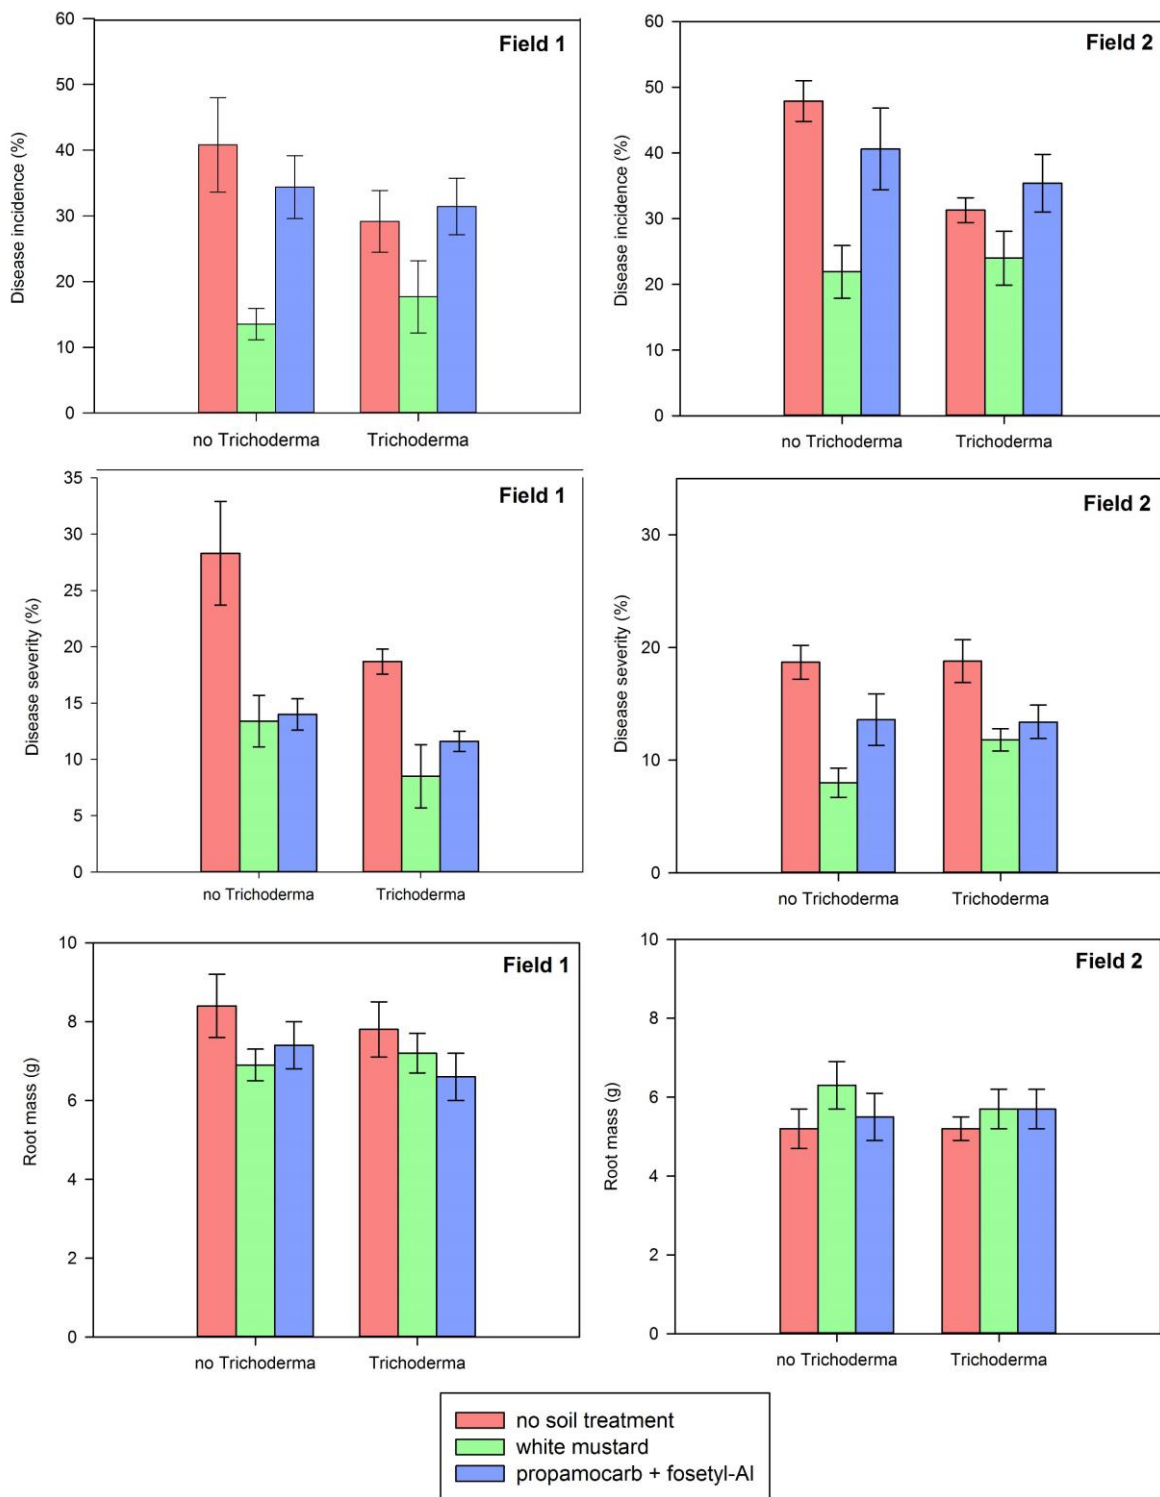 Field 1
Disease incidence (%)
60
50
40
30
20
10
0
no Trichoderma
Trichoderma
Field 2
Disease incidence (%)
60
50
40
30
20
10
0
no Trichoderma
Trichoderma
Field 1
Disease severity (%)
35
30
25
20
15
10
5
0
no Trichoderma
Trichoderma
Field 2
Disease severity (%)
30
20
10
0
no Trichoderma
Trichoderma
Field 1
Root mass (g)
10
8
6
4
2
0
no Trichoderma
Trichoderma
Field 2
Root mass (g)
10
8
6
4
2
0
no Trichoderma
Trichoderma
no soil treatment
white mustard
propamocarb + fosetyl-Al